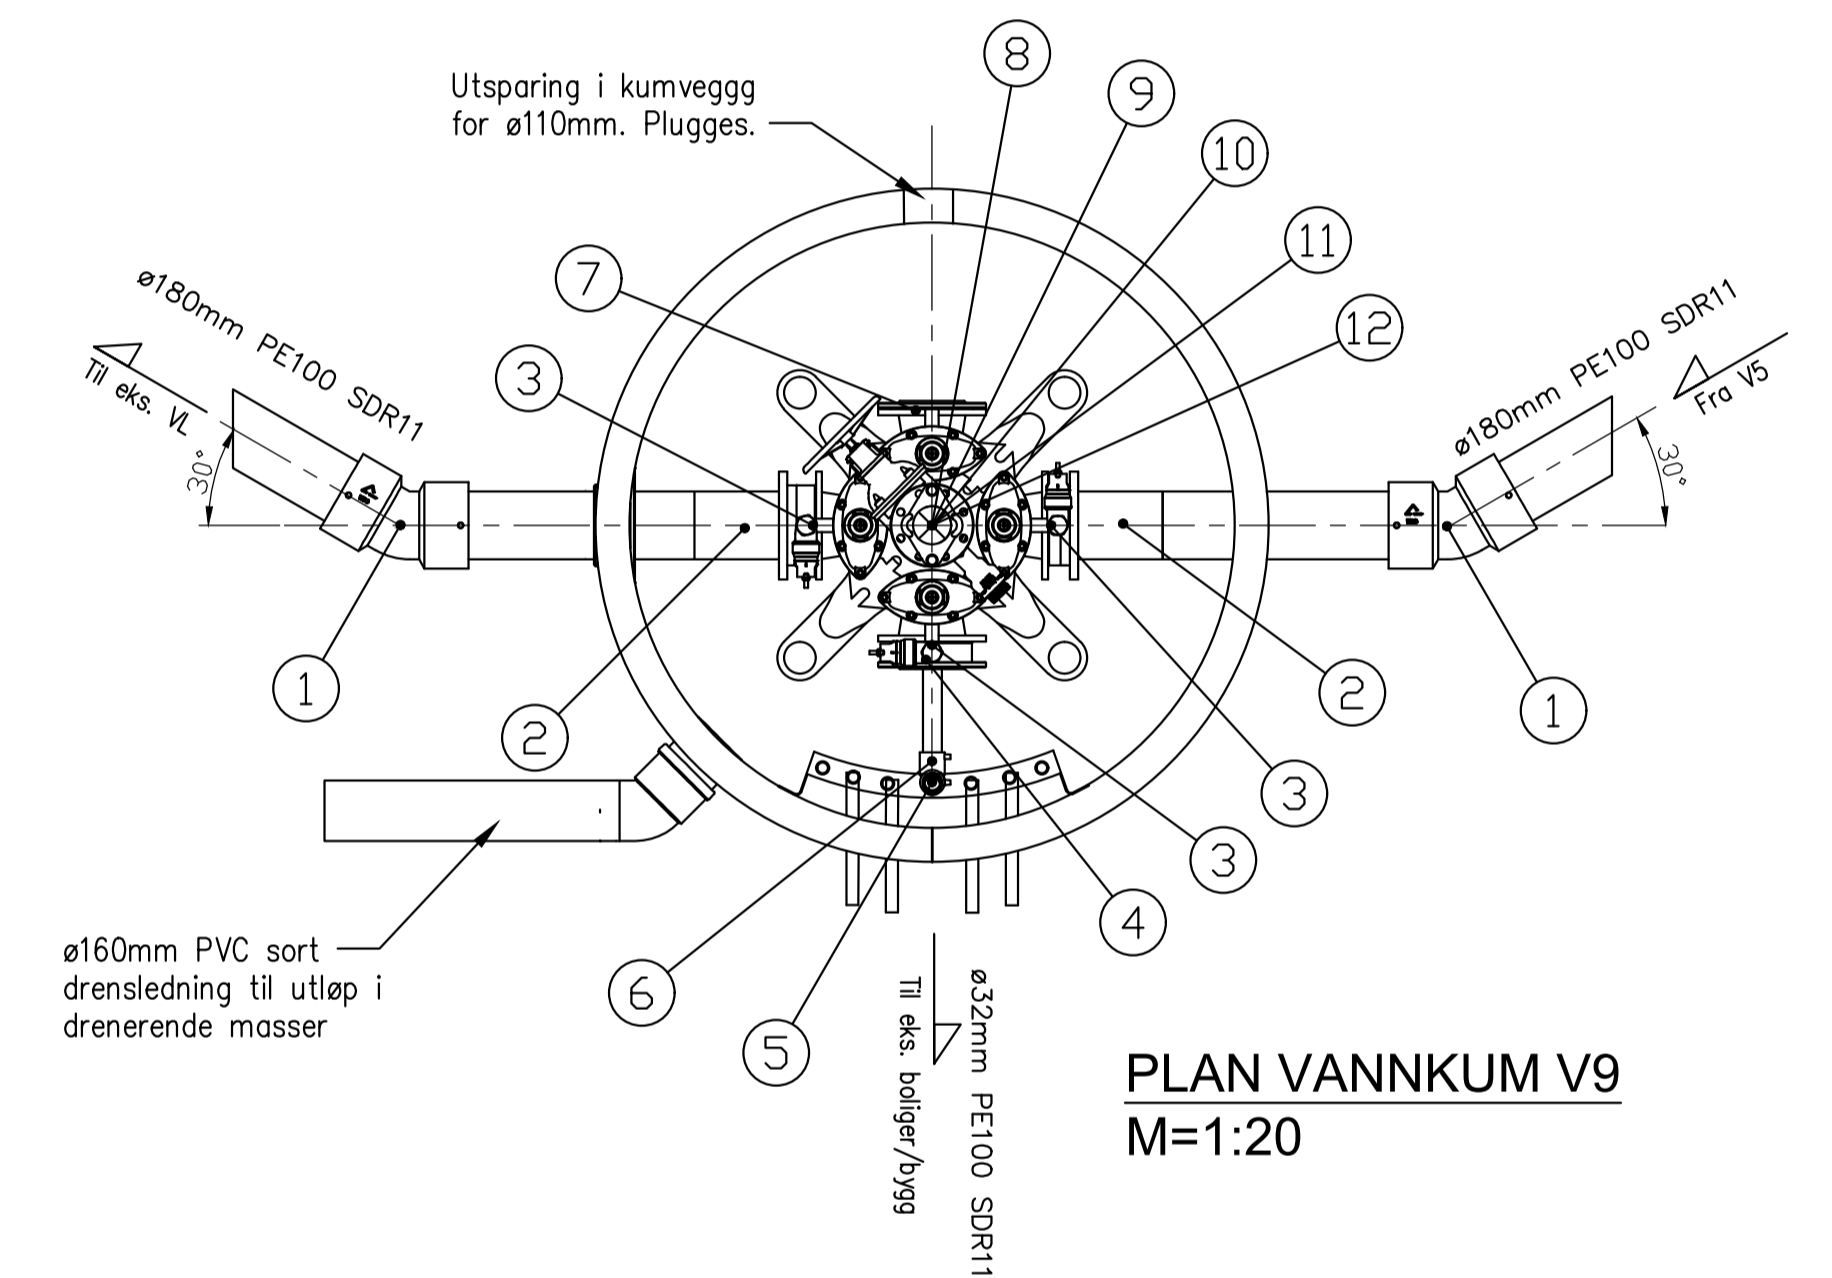 Utsparing i kumveggg
for ø110mm. Plugges.
8
9
10
11
12
7
3
ø180mm PE100 SDR11
Til eks. VL
30°
ø180mm PE100 SDR11
Fra V5
30°
A
A
1
2
2
1
3
3
4
6
5
ø160mm PVC sort
drensledning til utløp i
drenerende masser
ø32mm PE100 SDR11
Til eks. boliger/bygg
PLAN VANNKUM V9
M=1:20